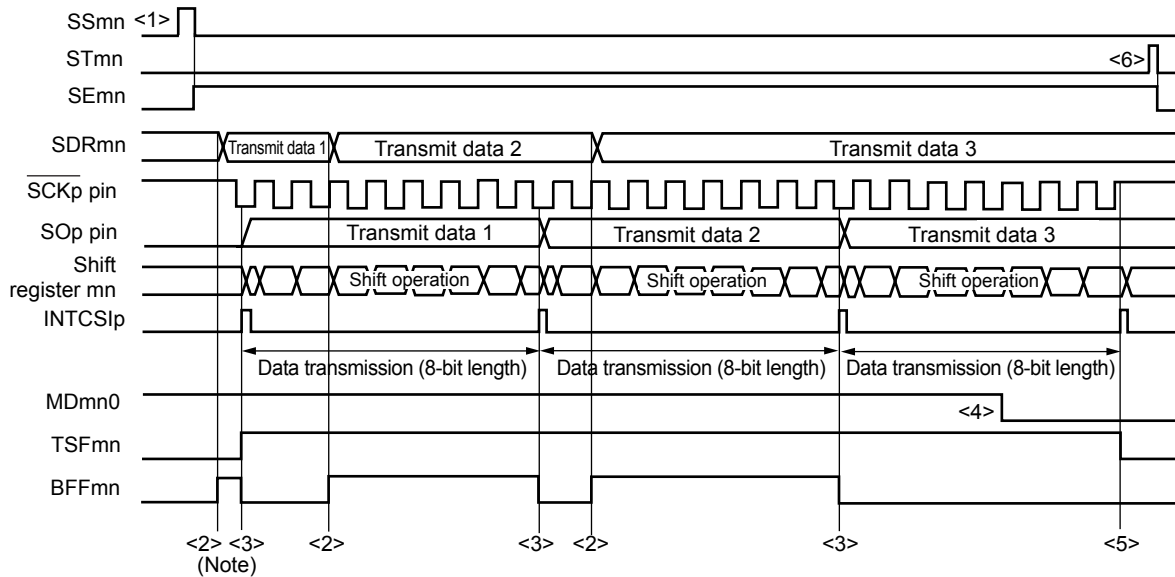 <1>
SSmn
STmn
<6>
SEmn
SDRmn
Transmit data 1
Transmit data 2
Transmit data 3
SCKp pin
SOp pin
Transmit data 1
Transmit data 2
Transmit data 3
Shift
register mn
Shift operation
Shift operation
Shift operation
INTCSIp
Data transmission (8-bit length)
Data transmission (8-bit length)
Data transmission (8-bit length)
MDmn0
<4>
TSFmn
BFFmn
<2>
<3>
<2>
<3>
<2>
<3>
<5>
(Note)